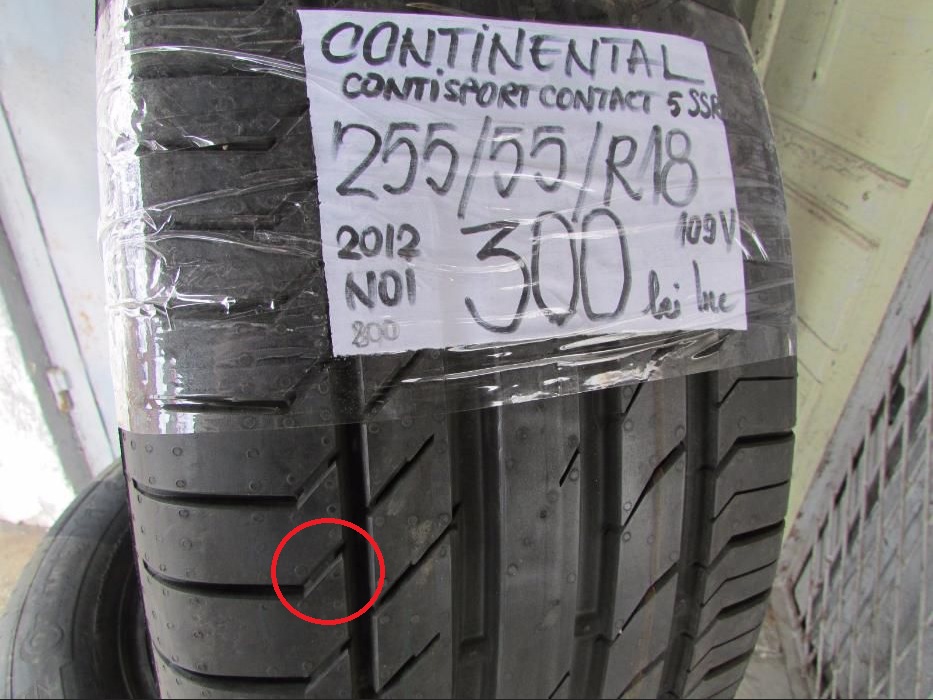 CONTINENTAL
CONTISPORT CONTACT 5 SSR
255/55/R18
2012 300 109V
NOI lei buc
200